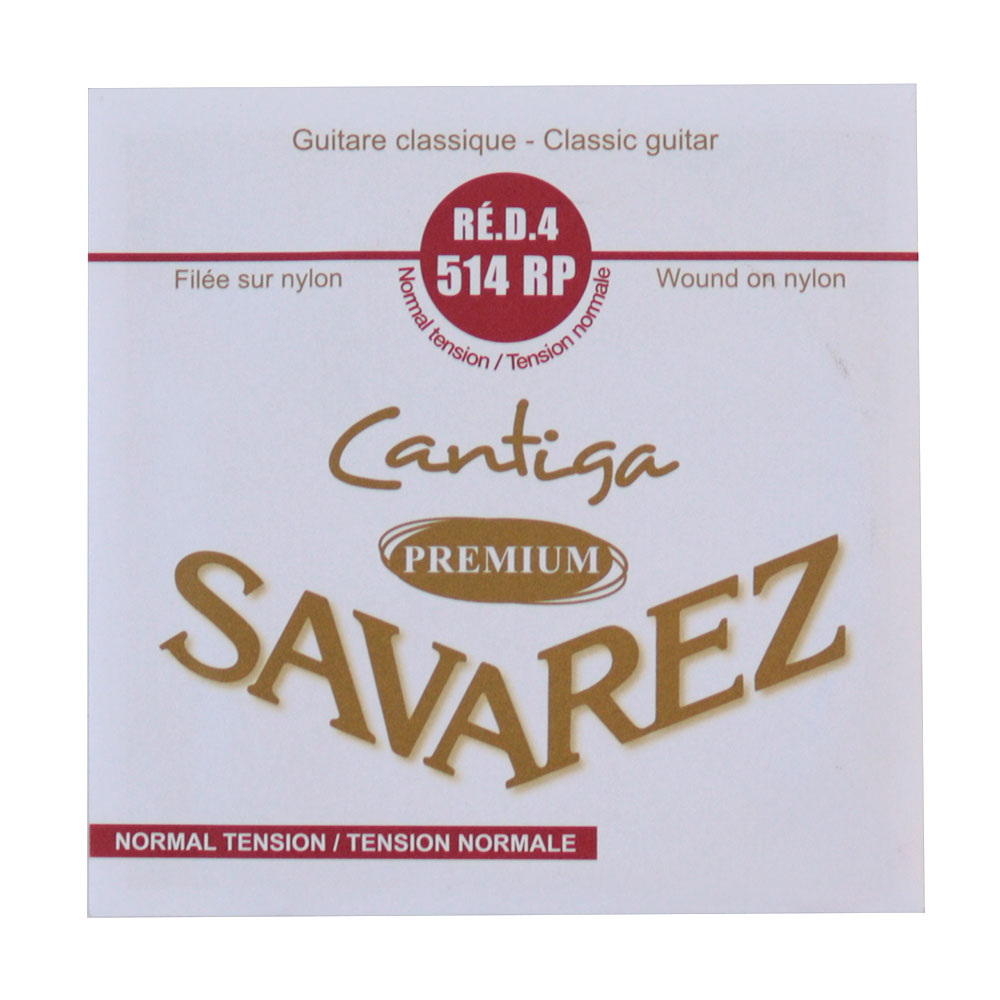 Guitare classique - Classic guitar
RÉ.D.4
514 RP
Filée sur nylon
Wound on nylon
Normal tension / Tension normale
Cantiga
PREMIUM
SAVAREZ
NORMAL TENSION / TENSION NORMALE